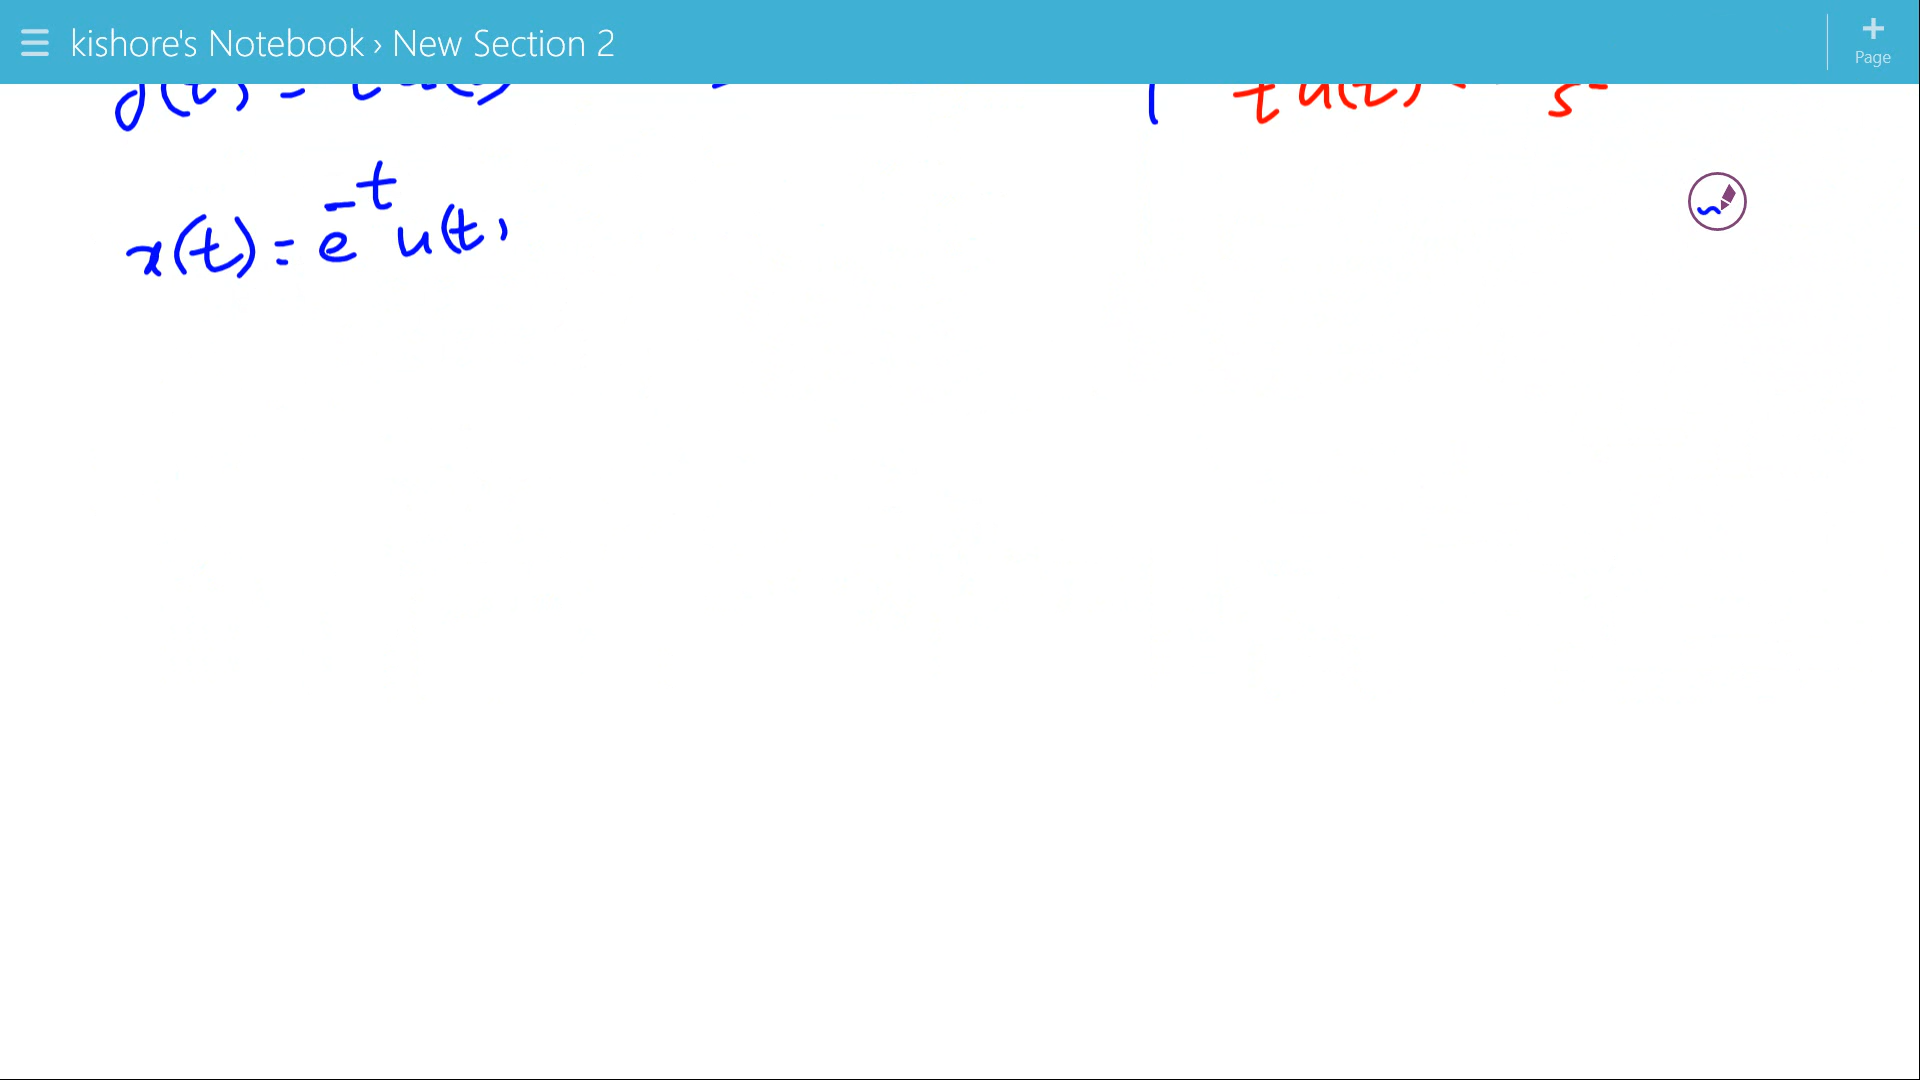 kishore's Notebook › New Section 2
+
Page
t u(t)
x(t) = e^-t u(t)